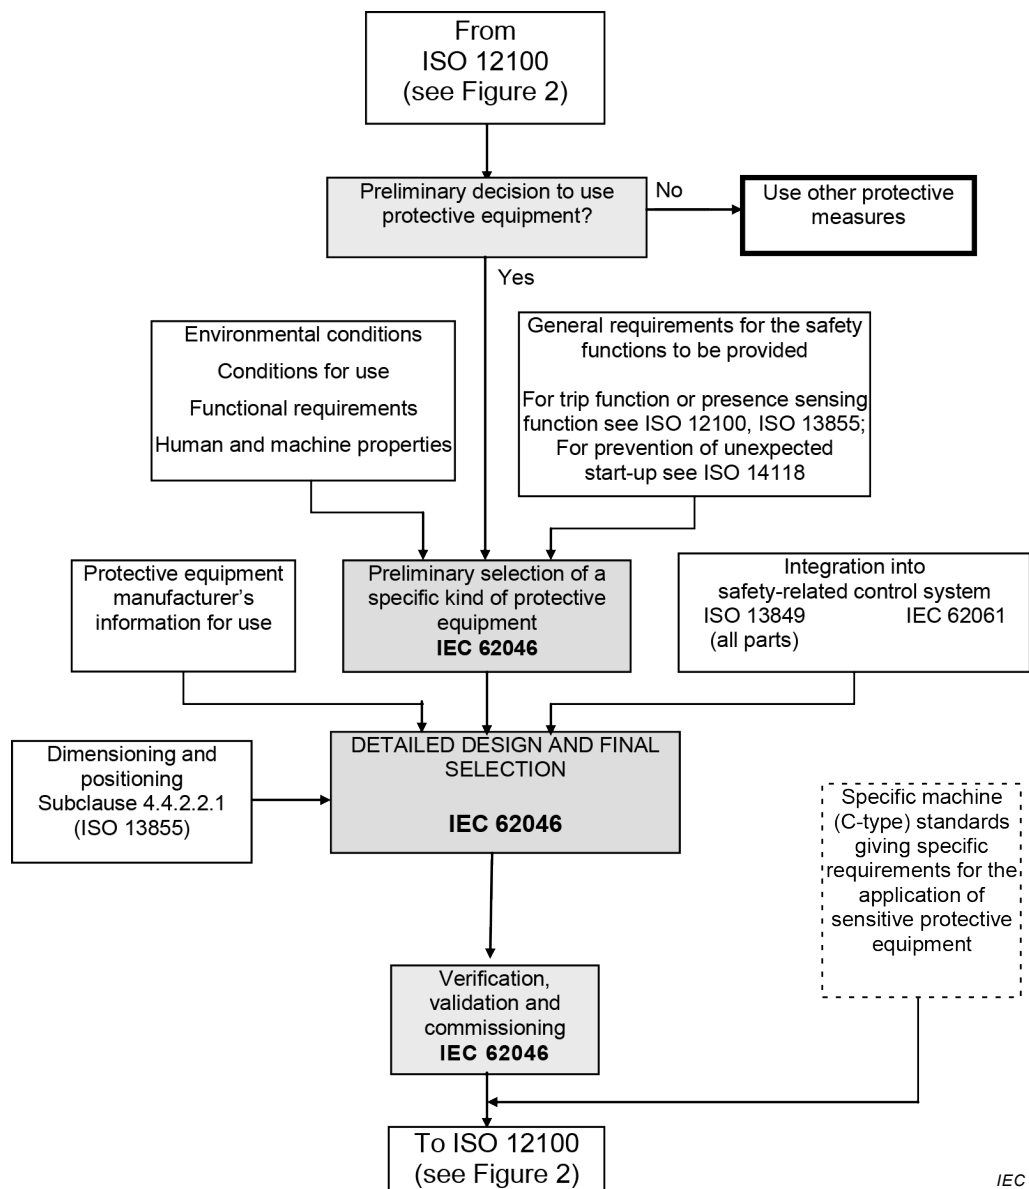 From
ISO 12100
(see Figure 2)
Preliminary decision to use
protective equipment?
No
Use other protective
measures
Yes
Environmental conditions
Conditions for use
Functional requirements
Human and machine properties
General requirements for the safety
functions to be provided
For trip function or presence sensing
function see ISO 12100, ISO 13855;
For prevention of unexpected
start-up see ISO 14118
Protective equipment
manufacturer's
information for use
Preliminary selection of a
specific kind of protective
equipment
IEC 62046
Integration into
safety-related control system
ISO 13849 IEC 62061
(all parts)
Dimensioning and
positioning
Subclause 4.4.2.2.1
(ISO 13855)
DETAILED DESIGN AND FINAL
SELECTION
IEC 62046
Specific machine
(C-type) standards
giving specific
requirements for the
application of
sensitive protective
equipment
Verification,
validation and
commissioning
IEC 62046
To ISO 12100
(see Figure 2)
IEC